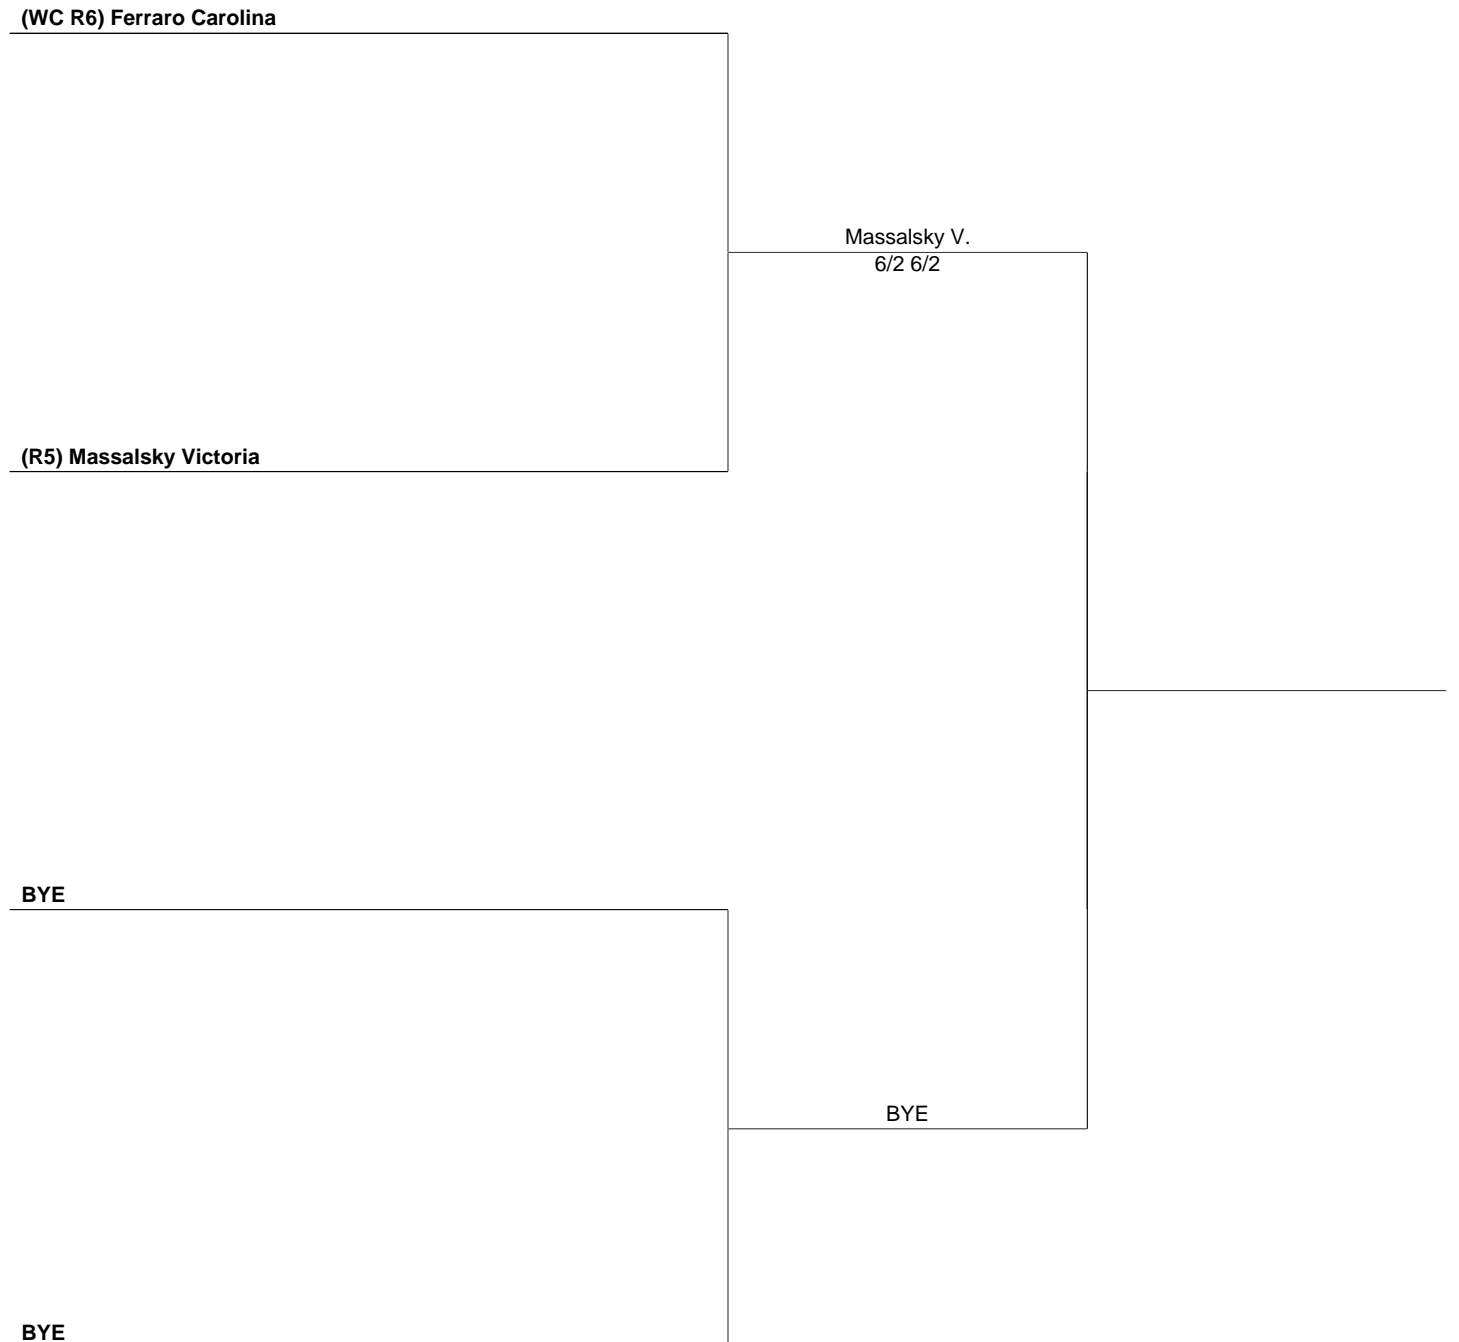 (WC R6) Ferraro Carolina
Massalsky V.
6/2 6/2
(R5) Massalsky Victoria
BYE
BYE
BYE